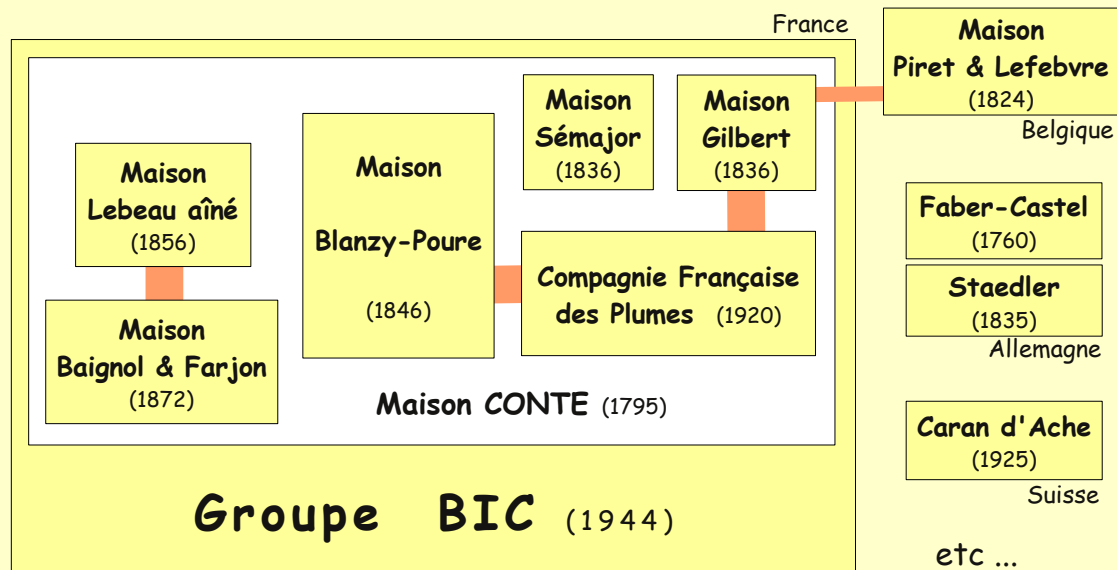 France
Maison
Piret & Lefebvre
(1824)
Belgique
Maison
Sémajor
(1836)
Maison
Gilbert
(1836)
Maison
Lebeau aîné
(1856)
Maison
Blanzy-Poure
(1846)
Faber-Castel
(1760)
Compagnie Française
des Plumes (1920)
Staedler
(1835)
Allemagne
Maison
Baignol & Farjon
(1872)
Maison CONTE (1795)
Caran d'Ache
(1925)
Suisse
Groupe BIC (1944)
etc ...